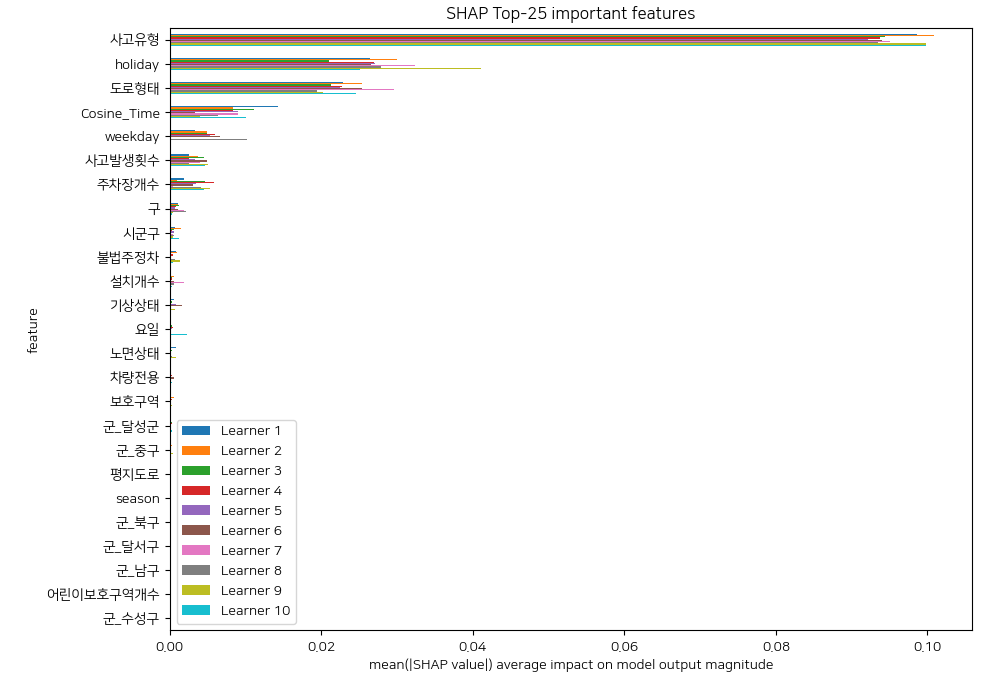 SHAP Top-25 important features
사고유형
holiday
도로형태
Cosine_Time
weekday
사고발생횟수
주차장개수
구
시군구
불법주정차
설치개수
기상상태
요일
노면상태
차량전용
보호구역
군_달성군
군_중구
평지도로
season
군_북구
군_달서구
군_남구
어린이보호구역개수
군_수성구
feature
Learner 1
Learner 2
Learner 3
Learner 4
Learner 5
Learner 6
Learner 7
Learner 8
Learner 9
Learner 10
0.00 0.02 0.04 0.06 0.08 0.10
mean(|SHAP value|) average impact on model output magnitude